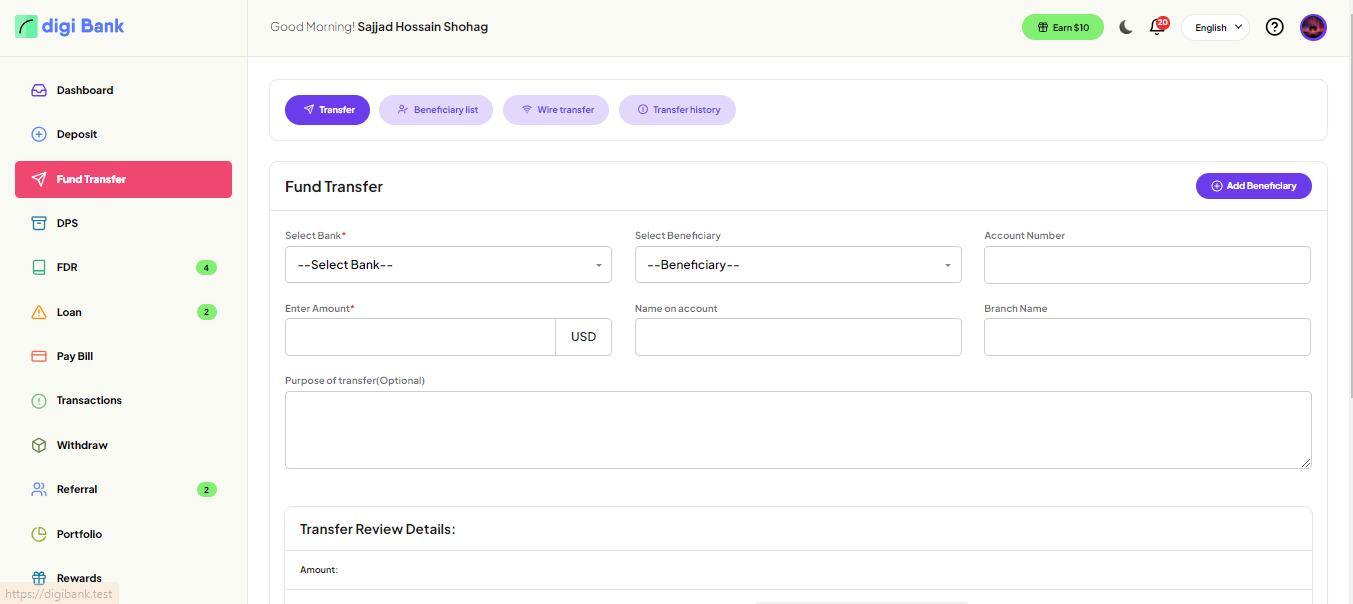 digi Bank
Good Morning! Sajjad Hossain Shohag
Earn $10
20
English
Dashboard
Deposit
Fund Transfer
DPS
FDR
4
Loan
2
Pay Bill
Transactions
Withdraw
Referral
2
Portfolio
Rewards
https://digibank.test
Transfer
Beneficiary list
Wire transfer
Transfer history
Fund Transfer
Add Beneficiary
Select Bank*
Select Beneficiary
Account Number
--Select Bank--
--Beneficiary--
Enter Amount*
Name on account
Branch Name
USD
Purpose of transfer(Optional)
Transfer Review Details:
Amount: